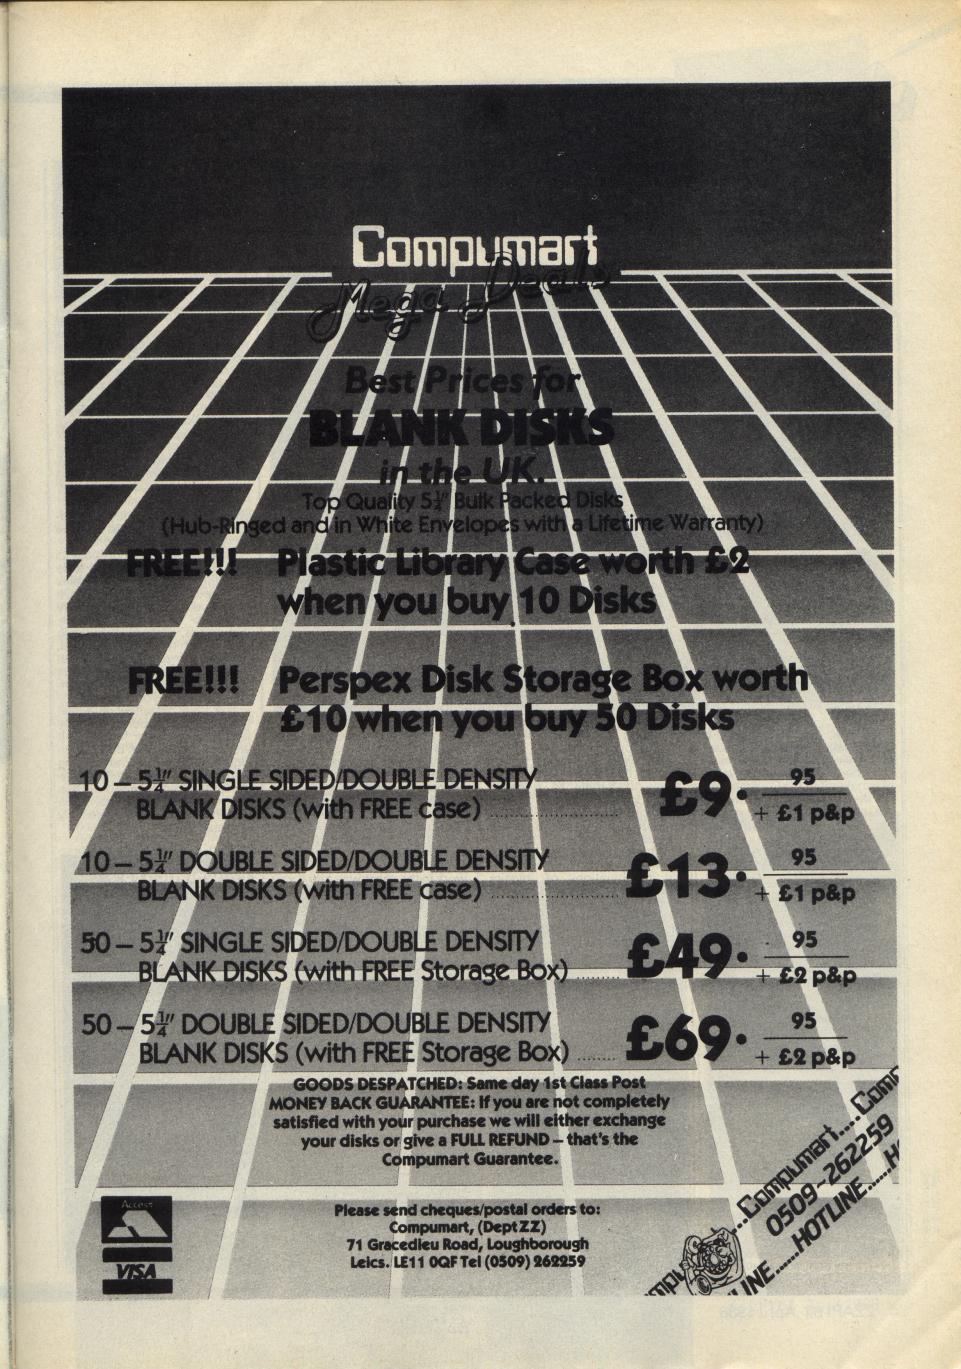 Compumart
Mega Deals
Best Prices for
BLANK DISKS
in the UK.
Top Quality 5¼" Bulk Packed Disks
(Hub-Ringed and in White Envelopes with a Lifetime Warranty)
FREE!!! Plastic Library Case worth £2
when you buy 10 Disks
FREE!!! Perspex Disk Storage Box worth
£10 when you buy 50 Disks
10 – 5¼" SINGLE SIDED/DOUBLE DENSITY
BLANK DISKS (with FREE case) .................... £9.95 + £1 p&p
10 – 5¼" DOUBLE SIDED/DOUBLE DENSITY
BLANK DISKS (with FREE case) .................... £13.95 + £1 p&p
50 – 5¼" SINGLE SIDED/DOUBLE DENSITY
BLANK DISKS (with FREE Storage Box) ........ £49.95 + £2 p&p
50 – 5¼" DOUBLE SIDED/DOUBLE DENSITY
BLANK DISKS (with FREE Storage Box) ........ £69.95 + £2 p&p
GOODS DESPATCHED: Same day 1st Class Post
MONEY BACK GUARANTEE: If you are not completely
satisfied with your purchase we will either exchange
your disks or give a FULL REFUND – that's the
Compumart Guarantee.
Please send cheques/postal orders to:
Compumart, (Dept ZZ)
71 Gracedieu Road, Loughborough
Leics. LE11 0QF Tel (0509) 262259
Access
VISA
...Compumart....Comp
0509~262259
....HOTLINE......H
mpu
LINE